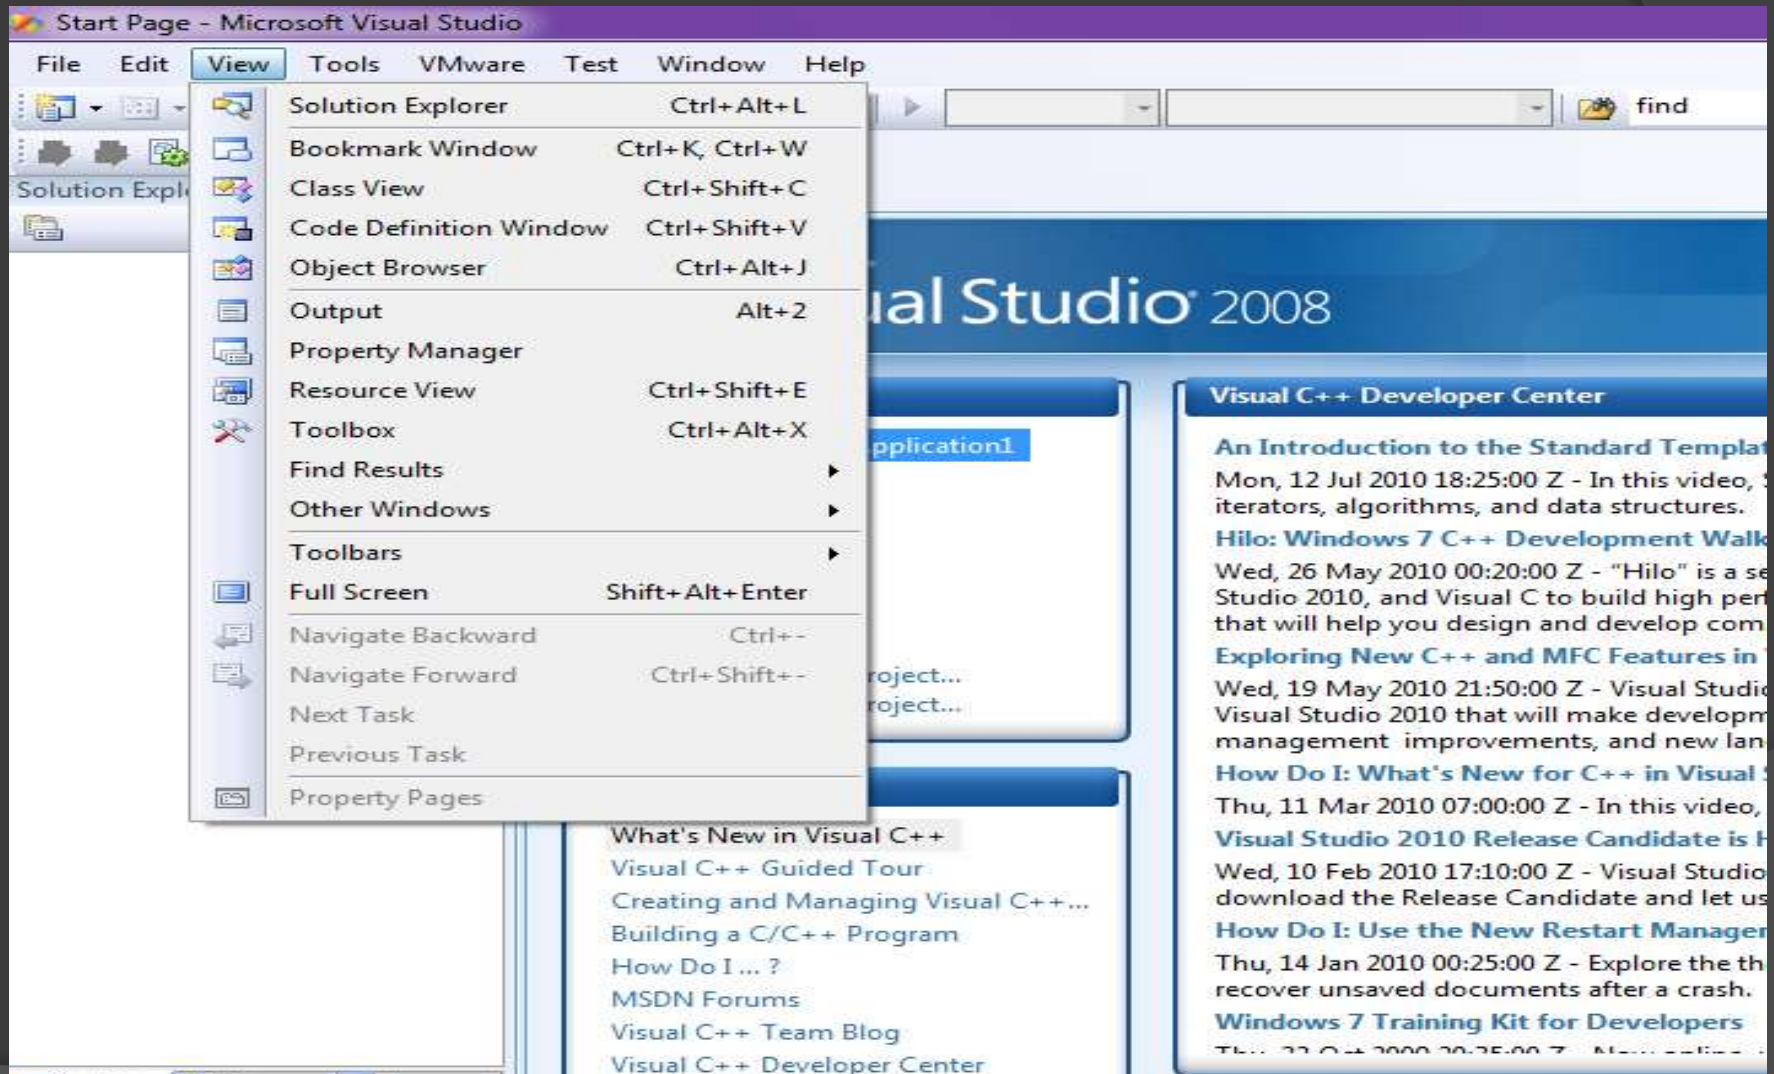 Start Page - Microsoft Visual Studio
File Edit View Tools VMware Test Window Help
find
Solution Explorer Ctrl+Alt+L
Bookmark Window Ctrl+K, Ctrl+W
Class View Ctrl+Shift+C
Code Definition Window Ctrl+Shift+V
Object Browser Ctrl+Alt+J
Output Alt+2
Property Manager
Resource View Ctrl+Shift+E
Toolbox Ctrl+Alt+X
Find Results
Other Windows
Toolbars
Full Screen Shift+Alt+Enter
Navigate Backward Ctrl+-
Navigate Forward Ctrl+Shift+-
Next Task
Previous Task
Property Pages
Solution Expl
ual Studio 2008
pplication1
roject...
roject...
What's New in Visual C++
Visual C++ Guided Tour
Creating and Managing Visual C++...
Building a C/C++ Program
How Do I ... ?
MSDN Forums
Visual C++ Team Blog
Visual C++ Developer Center
Visual C++ Developer Center
An Introduction to the Standard Templat
Mon, 12 Jul 2010 18:25:00 Z - In this video,
iterators, algorithms, and data structures.
Hilo: Windows 7 C++ Development Walk
Wed, 26 May 2010 00:20:00 Z - "Hilo" is a se
Studio 2010, and Visual C to build high per
that will help you design and develop com
Exploring New C++ and MFC Features in
Wed, 19 May 2010 21:50:00 Z - Visual Studi
Visual Studio 2010 that will make developm
management improvements, and new lan
How Do I: What's New for C++ in Visual
Thu, 11 Mar 2010 07:00:00 Z - In this video,
Visual Studio 2010 Release Candidate is H
Wed, 10 Feb 2010 17:10:00 Z - Visual Studio
download the Release Candidate and let us
How Do I: Use the New Restart Manager
Thu, 14 Jan 2010 00:25:00 Z - Explore the th
recover unsaved documents after a crash.
Windows 7 Training Kit for Developers